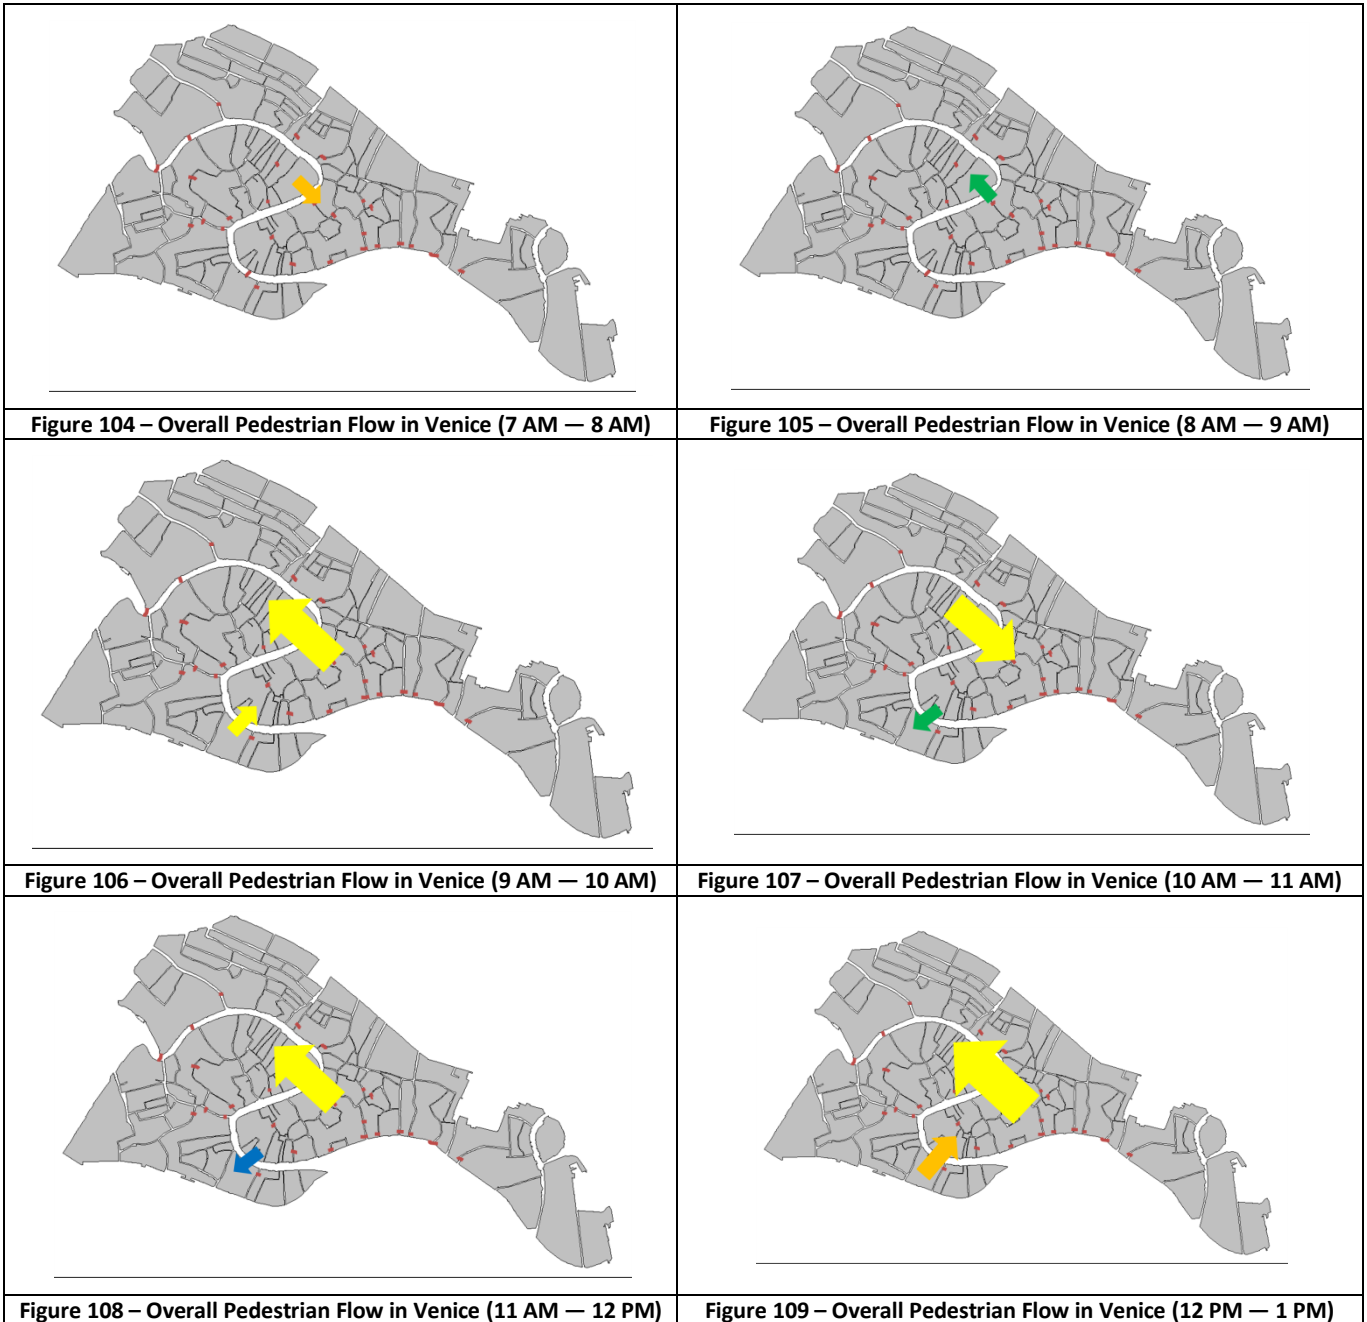 Figure 104 – Overall Pedestrian Flow in Venice (7 AM — 8 AM)
Figure 105 – Overall Pedestrian Flow in Venice (8 AM — 9 AM)
Figure 106 – Overall Pedestrian Flow in Venice (9 AM — 10 AM)
Figure 107 – Overall Pedestrian Flow in Venice (10 AM — 11 AM)
Figure 108 – Overall Pedestrian Flow in Venice (11 AM — 12 PM)
Figure 109 – Overall Pedestrian Flow in Venice (12 PM — 1 PM)